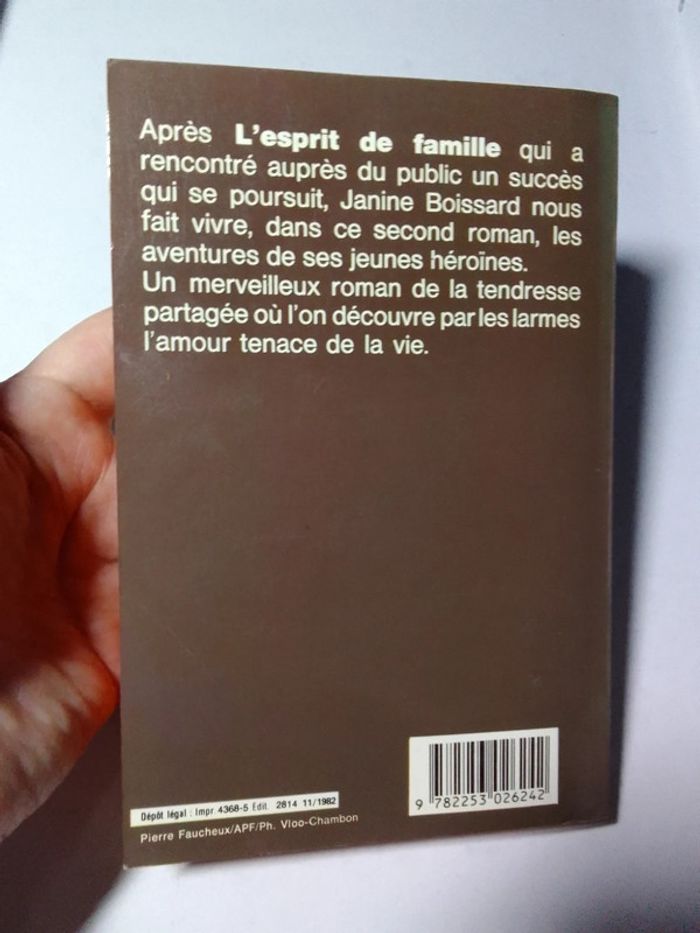 Après L'esprit de famille qui a
rencontré auprès du public un succès
qui se poursuit, Janine Boissard nous
fait vivre, dans ce second roman, les
aventures de ses jeunes héroïnes.
Un merveilleux roman de la tendresse
partagée où l'on découvre par les larmes
l'amour tenace de la vie.
Dépôt légal : Impr. 4368-5 Edit. 2814 11/1982
Pierre Faucheux/APF/Ph. Vloo-Chambon
9 782253 026242